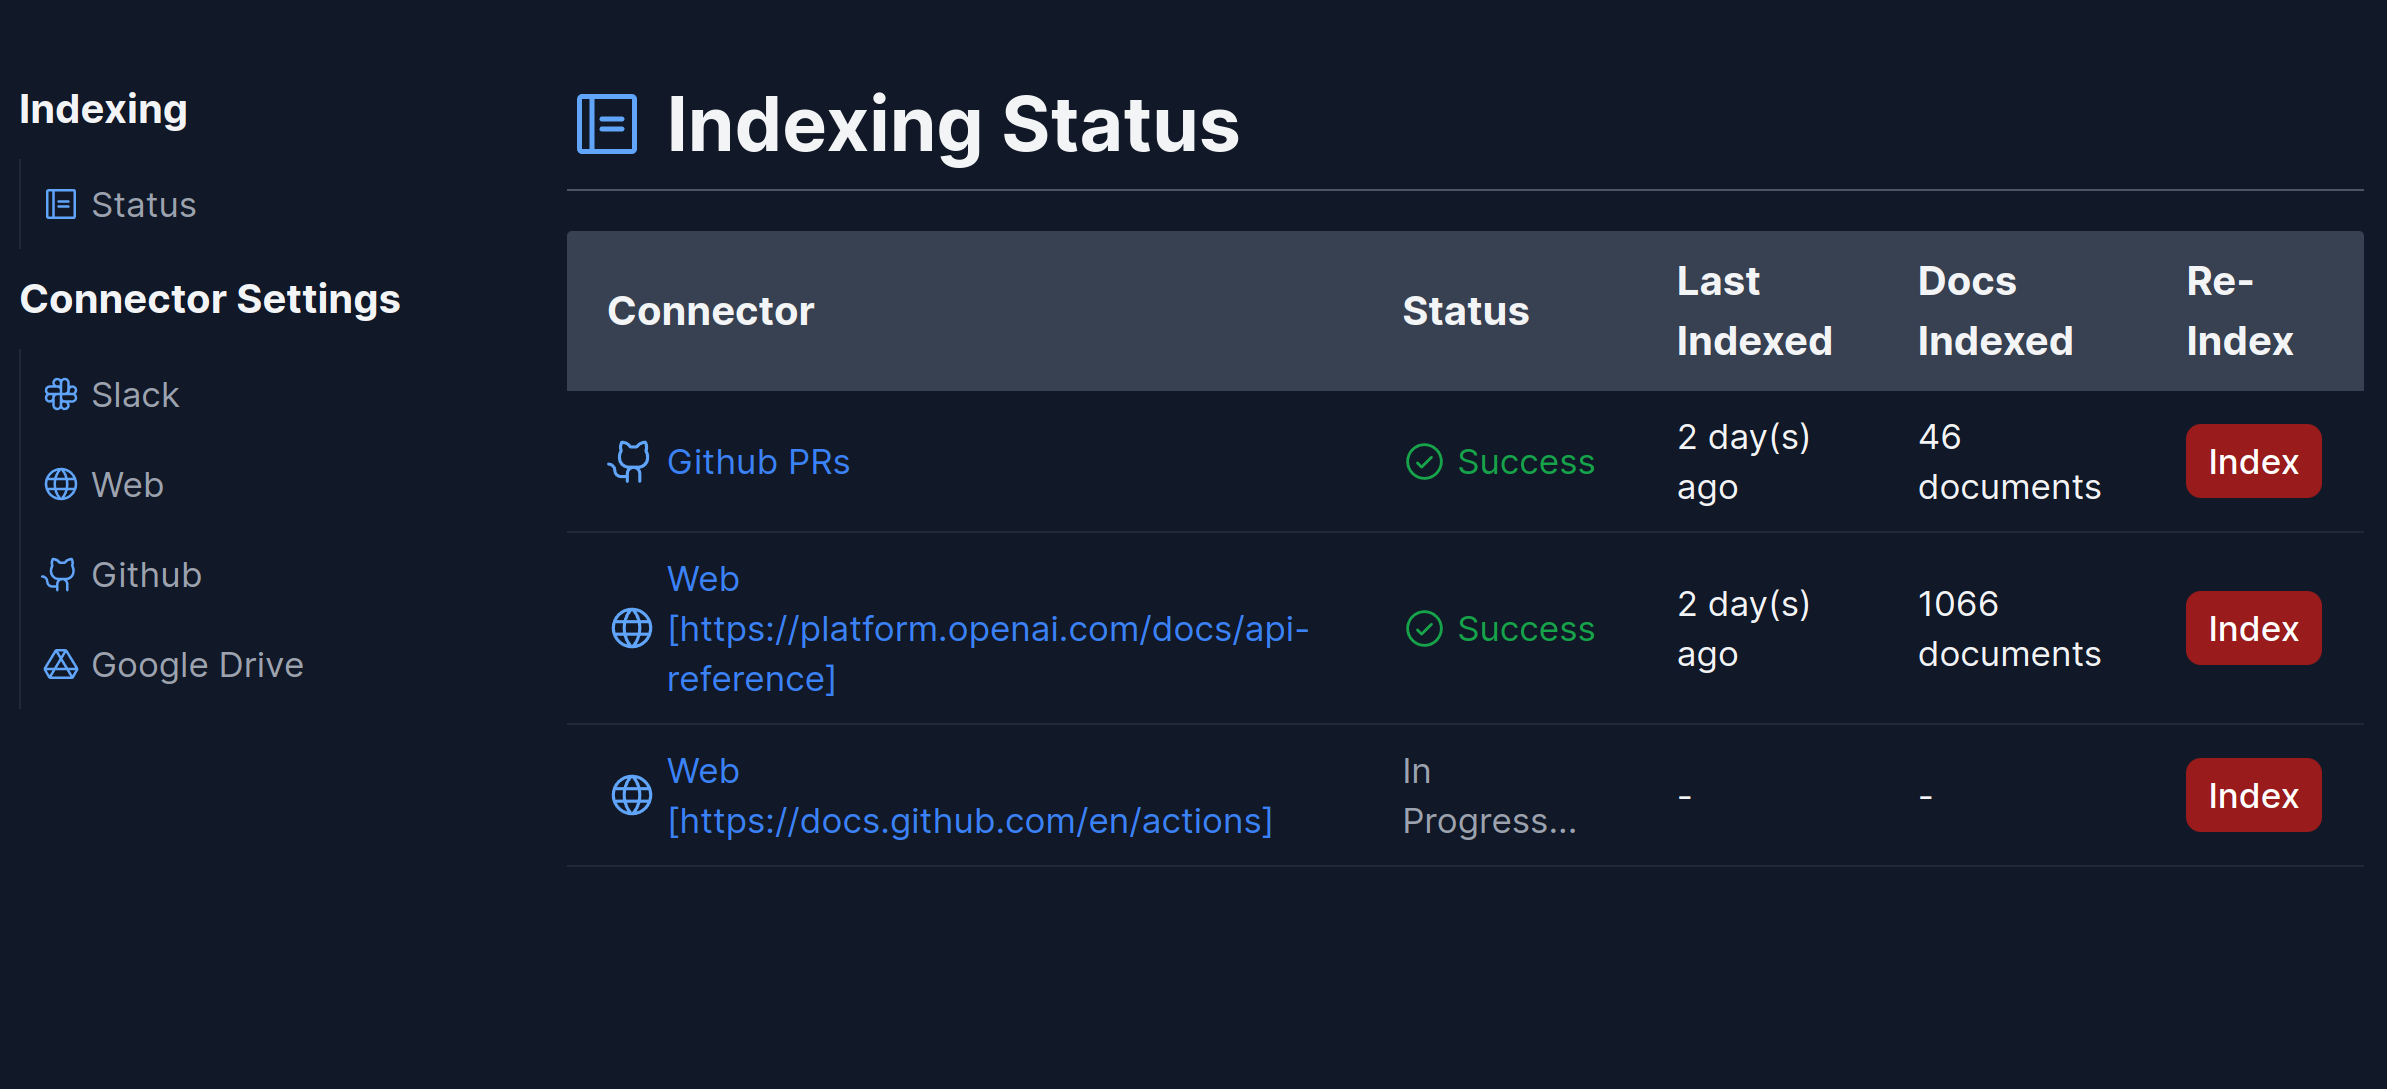 Indexing
Status
Connector Settings
Slack
Web
Github
Google Drive
Indexing Status
Connector
Status
Last
Indexed
Docs
Indexed
Re-
Index
Github PRs
Success
2 day(s)
ago
46
documents
Index
Web
[https://platform.openai.com/docs/api-
reference]
Success
2 day(s)
ago
1066
documents
Index
Web
[https://docs.github.com/en/actions]
In
Progress...
-
-
Index